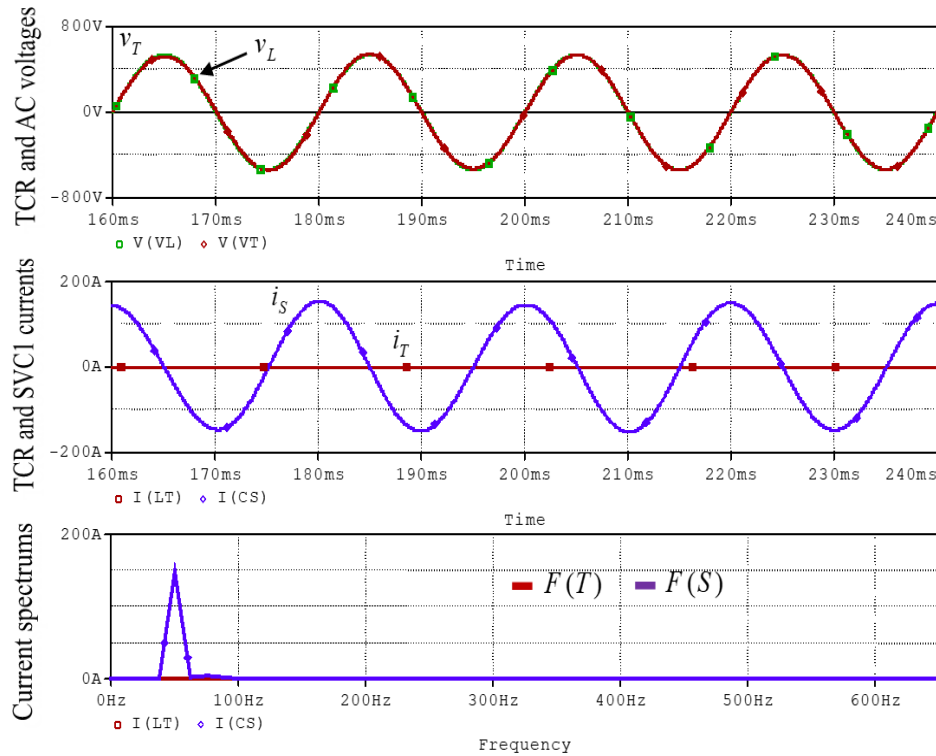 TCR and AC voltages
800V
v_T
v_L
0V
-800V
160ms 170ms 180ms 190ms 200ms 210ms 220ms 230ms 240ms
V(VL) V(VT)
Time
TCR and SVC1 currents
200A
i_S
i_T
0A
-200A
160ms 170ms 180ms 190ms 200ms 210ms 220ms 230ms 240ms
I(LT) I(CS)
Time
Current spectrums
200A
F(T) F(S)
0A
0Hz 100Hz 200Hz 300Hz 400Hz 500Hz 600Hz
I(LT) I(CS)
Frequency